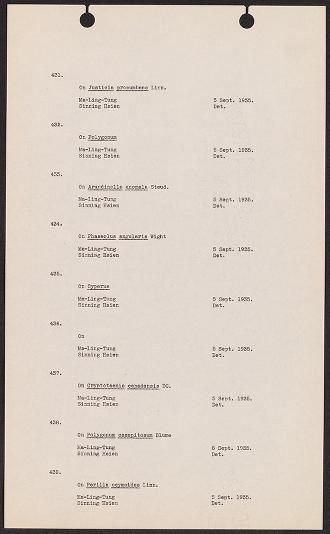 431.
On Justicia procumbens Linn.
Ma-Ling-Tung 5 Sept. 1935.
Sinning Hsien Det.
432.
On Polygonum
Ma-Ling-Tung 5 Sept. 1935.
Sinning Hsien Det.
433.
On Arundinella anomala Steud.
Ma-Ling-Tung 5 Sept. 1935.
Sinning Hsien Det.
434.
On Phaseolus angularis Wight
Ma-Ling-Tung 5 Sept. 1935.
Sinning Hsien Det.
435.
On Cyperus
Ma-Ling-Tung 5 Sept. 1935.
Sinning Hsien Det.
436.
On
Ma-Ling-Tung 5 Sept. 1935.
Sinning Hsien Det.
437.
On Cryptotaenia canadensis DC.
Ma-Ling-Tung 5 Sept. 1935.
Sinning Hsien Det.
438.
On Polygonum caespitosum Blume
Ma-Ling-Tung 5 Sept. 1935.
Sinning Hsien Det.
439.
On Perilla ocymoides Linn.
Ma-Ling-Tung 5 Sept. 1935.
Sinning Hsien Det.